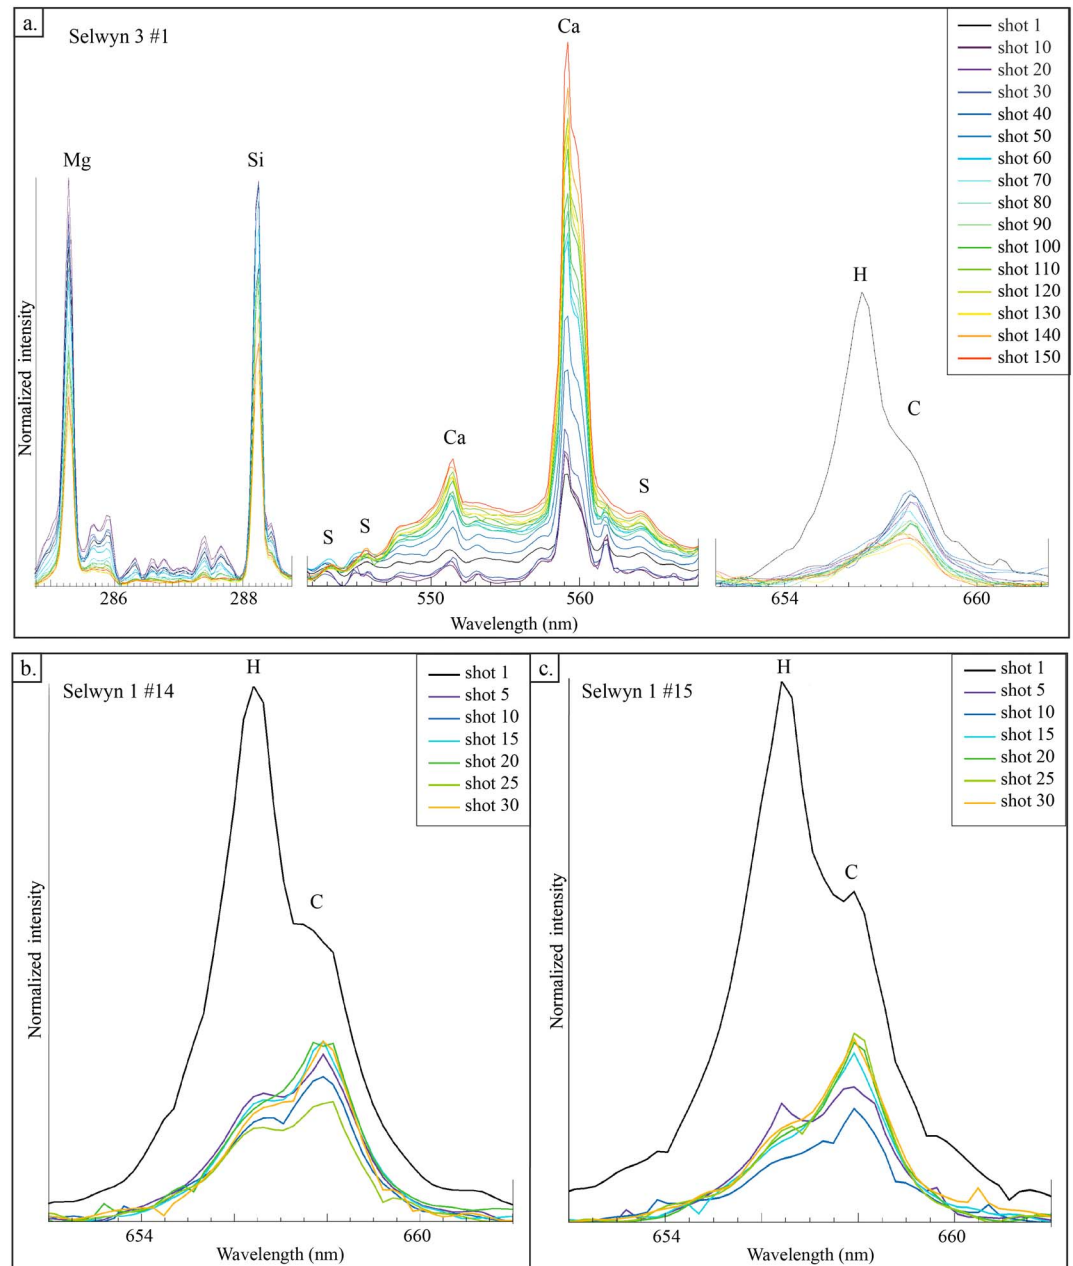 a.
Selwyn 3 #1
Ca
shot 1
shot 10
shot 20
shot 30
shot 40
shot 50
shot 60
shot 70
shot 80
shot 90
shot 100
shot 110
shot 120
shot 130
shot 140
shot 150
Mg
Si
H
C
Ca
S
S
S
Normalized intensity
286
288
550
560
654
660
Wavelength (nm)
b.
Selwyn 1 #14
H
C
shot 1
shot 5
shot 10
shot 15
shot 20
shot 25
shot 30
Normalized intensity
654
660
Wavelength (nm)
c.
Selwyn 1 #15
H
C
shot 1
shot 5
shot 10
shot 15
shot 20
shot 25
shot 30
Normalized intensity
654
660
Wavelength (nm)